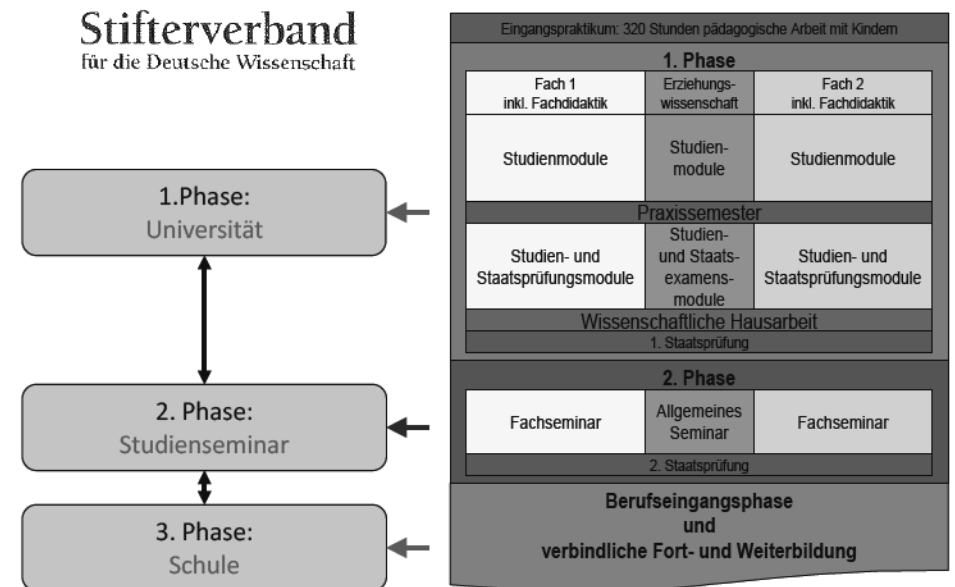 Stifterverband
für die Deutsche Wissenschaft
1.Phase:
Universität
2. Phase:
Studienseminar
3. Phase:
Schule
Eingangspraktikum: 320 Stunden pädagogische Arbeit mit Kindern
1. Phase
Fach 1
inkl. Fachdidaktik
Erziehungs-
wissenschaft
Fach 2
inkl. Fachdidaktik
Studienmodule
Studien-
module
Studienmodule
Praxissemester
Studien- und
Staatsprüfungsmodule
Studien-
und Staats-
examens-
module
Studien- und
Staatsprüfungsmodule
Wissenschaftliche Hausarbeit
1. Staatsprüfung
2. Phase
Fachseminar
Allgemeines
Seminar
Fachseminar
2. Staatsprüfung
Berufseingangsphase
und
verbindliche Fort- und Weiterbildung